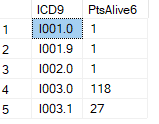 ICD9 PtsAlive6
1 I001.0 1
2 I001.9 1
3 I002.0 1
4 I003.0 118
5 I003.1 27